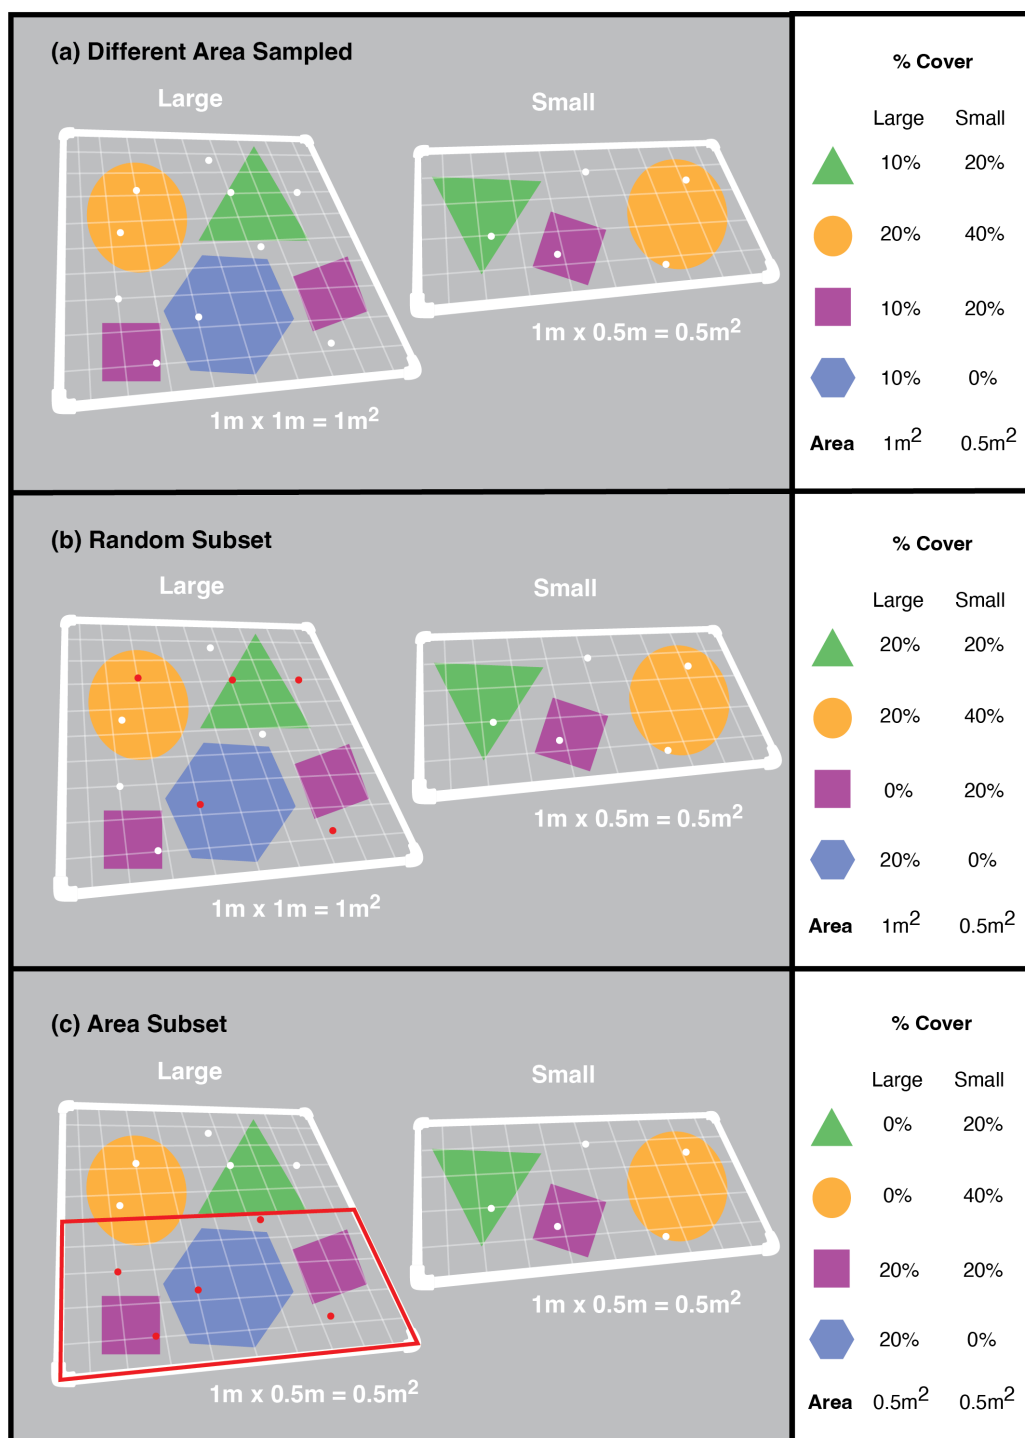 (a) Different Area Sampled
Large
Small
1m x 1m = 1m²
1m x 0.5m = 0.5m²
% Cover
Large Small
10% 20%
20% 40%
10% 20%
10% 0%
Area 1m² 0.5m²
(b) Random Subset
Large
Small
1m x 1m = 1m²
1m x 0.5m = 0.5m²
% Cover
Large Small
20% 20%
20% 40%
0% 20%
20% 0%
Area 1m² 0.5m²
(c) Area Subset
Large
Small
1m x 0.5m = 0.5m²
1m x 0.5m = 0.5m²
% Cover
Large Small
0% 20%
0% 40%
20% 20%
20% 0%
Area 0.5m² 0.5m²